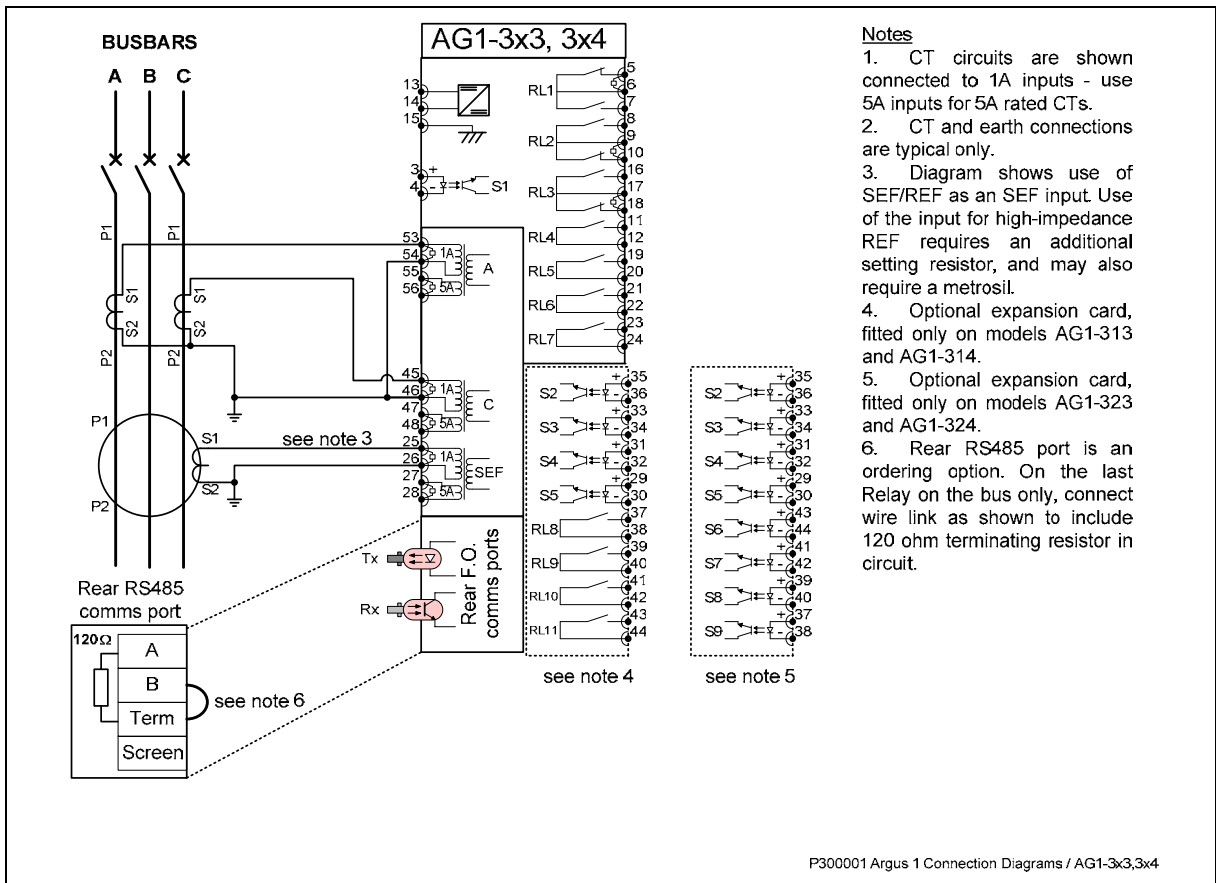 BUSBARS
A B C
P1 P1
S1 S1
S2 S2
P2 P2
P1
S1
S2
P2
see note 3
Rear RS485
comms port
120Ω
A
B
Term
Screen
see note 6
AG1-3x3, 3x4
13
14
15
3 +
4 -
S1
53
54 1A
55 A
56 5A
45
46 1A
47 C
48 5A
25
26 1A
27 SEF
28 5A
Tx
Rx
Rear F.O.
comms ports
5
RL1 6
7
8
RL2 9
10
16
RL3 17
18
11
RL4 12
19
RL5 20
21
RL6 22
23
RL7 24
+ 35
S2 - 36
+ 33
S3 - 34
+ 31
S4 - 32
+ 29
S5 - 30
37
RL8 38
39
RL9 40
41
RL10 42
43
RL11 44
see note 4
+ 35
S2 - 36
+ 33
S3 - 34
+ 31
S4 - 32
+ 29
S5 - 30
+ 43
S6 - 44
+ 41
S7 - 42
+ 39
S8 - 40
+ 37
S9 - 38
see note 5
Notes
1. CT circuits are shown
connected to 1A inputs - use
5A inputs for 5A rated CTs.
2. CT and earth connections
are typical only.
3. Diagram shows use of
SEF/REF as an SEF input. Use
of the input for high-impedance
REF requires an additional
setting resistor, and may also
require a metrosil.
4. Optional expansion card,
fitted only on models AG1-313
and AG1-314.
5. Optional expansion card,
fitted only on models AG1-323
and AG1-324.
6. Rear RS485 port is an
ordering option. On the last
Relay on the bus only, connect
wire link as shown to include
120 ohm terminating resistor in
circuit.
P300001 Argus 1 Connection Diagrams / AG1-3x3,3x4